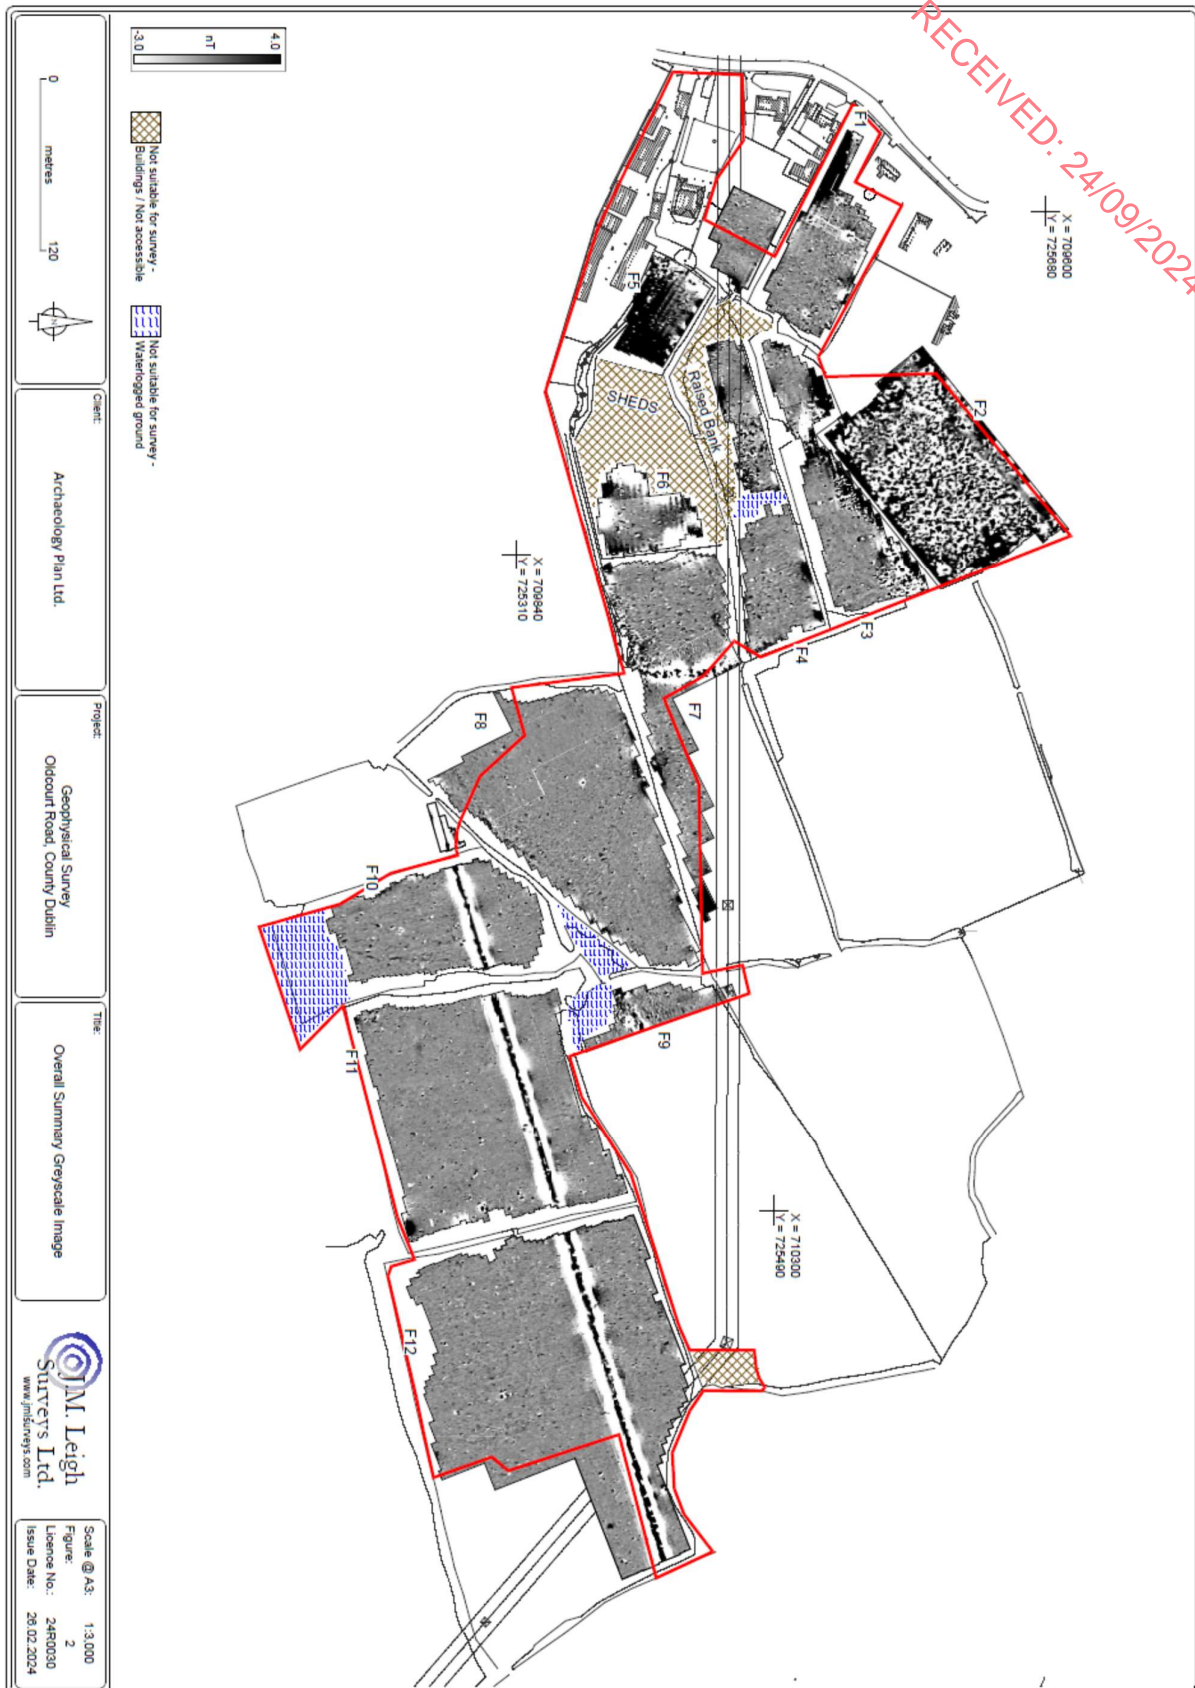 RECEIVED: 24/09/2024
X = 709600
Y = 725680
F1
F2
F3
F4
F5
Raised Bank
SHEDS
F6
X = 709840
Y = 725310
F7
F8
F9
F10
F11
F12
X = 710300
Y = 725490
4.0
nT
-3.0
Not suitable for survey -
Buildings / Not accessible
Not suitable for survey -
Waterlogged ground
0
metres
120
N
Client:
Archaeology Plan Ltd.
Project:
Geophysical Survey
Oldcourt Road, County Dublin
Title:
Overall Summary Greyscale Image
J.M. Leigh
Surveys Ltd.
www.jmlsurveys.com
Scale @ A3: 1:3,000
Figure: 2
Licence No.: 24R0030
Issue Date: 26.02.2024